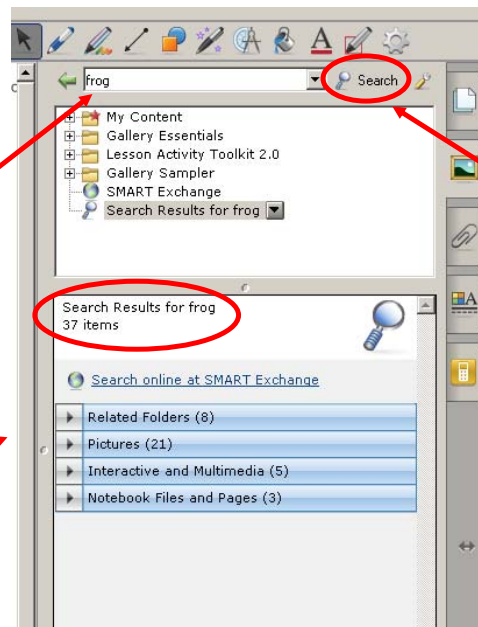 frog
Search
My Content
Gallery Essentials
Lesson Activity Toolkit 2.0
Gallery Sampler
SMART Exchange
Search Results for frog
Search Results for frog
37 items
Search online at SMART Exchange
Related Folders (8)
Pictures (21)
Interactive and Multimedia (5)
Notebook Files and Pages (3)